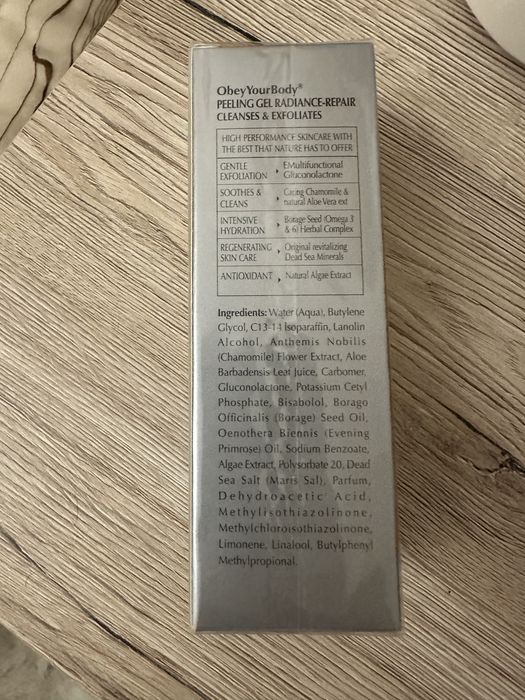 ObeyYourBody®
PEELING GEL RADIANCE-REPAIR
CLEANSES & EXFOLIATES
HIGH PERFORMANCE SKINCARE WITH
THE BEST THAT NATURE HAS TO OFFER
GENTLE EXFOLIATION EMultifunctional Gluconolactone
SOOTHES & CLEANS Caring Chamomile & natural Aloe Vera ext
INTENSIVE HYDRATION Borage Seed (Omega 3 & 6) Herbal Complex
REGENERATING SKIN CARE Original revitalizing Dead Sea Minerals
ANTIOXIDANT Natural Algae Extract
Ingredients: Water (Aqua), Butylene
Glycol, C13-14 Isoparaffin, Lanolin
Alcohol, Anthemis Nobilis
(Chamomile) Flower Extract, Aloe
Barbadensis Leaf Juice, Carbomer,
Gluconolactone, Potassium Cetyl
Phosphate, Bisabolol, Borago
Officinalis (Borage) Seed Oil,
Oenothera Biennis (Evening
Primrose) Oil, Sodium Benzoate,
Algae Extract, Polysorbate 20, Dead
Sea Salt (Maris Sal), Parfum,
Dehydroacetic Acid,
Methylisothiazolinone,
Methylchloroisothiazolinone,
Limonene, Linalool, Butylphenyl
Methylpropional.